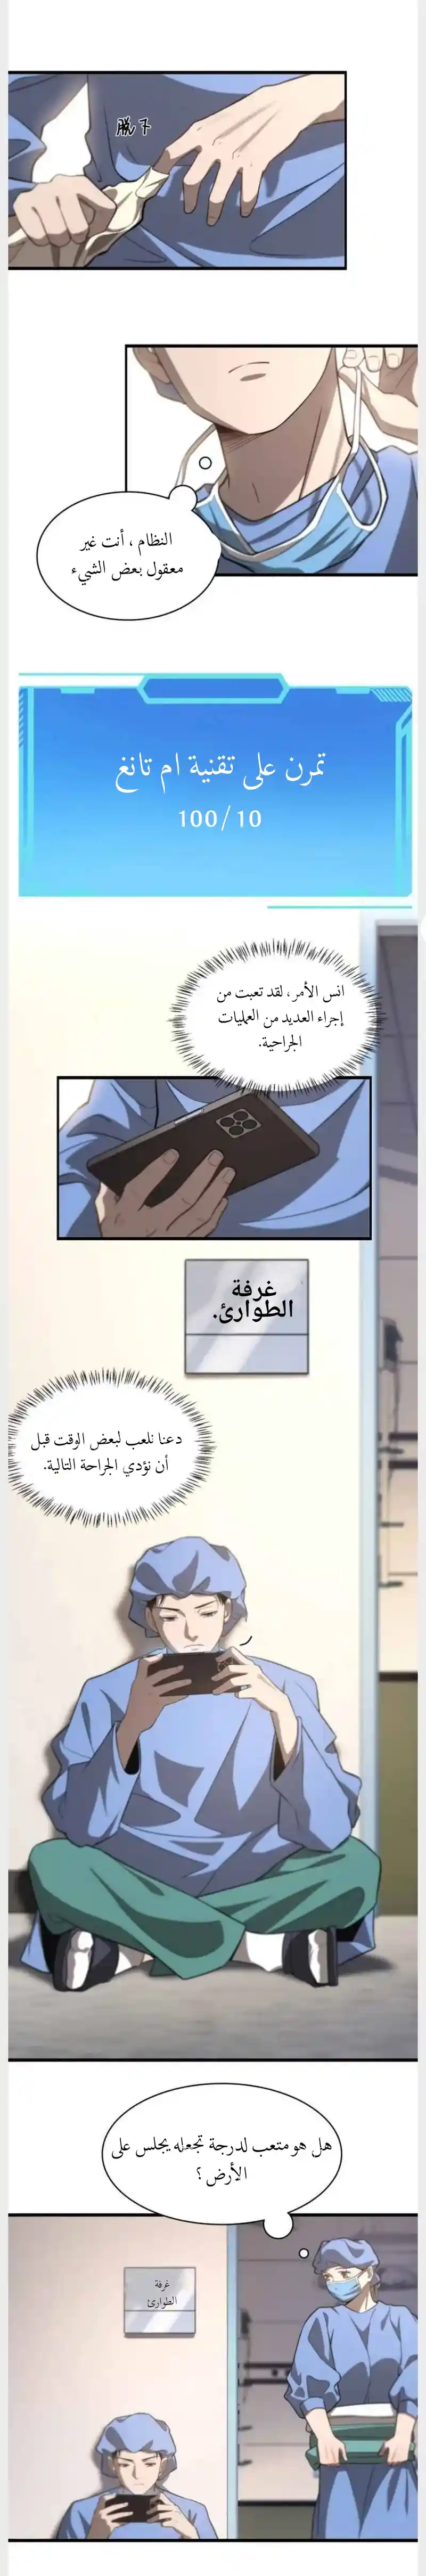 脱下
النظام ، أنت غير
معقول بعض الشيء
تمرن على تقنية ام تانغ
100/10
انس الأمر، لقد تعبت من
إجراء العديد من العمليات
الجراحية.
غرفة
الطوارئ.
دعنا نلعب لبعض الوقت قبل
أن نؤدي الجراحة التالية.
هل هو متعب لدرجة تجعله يجلس على
الأرض ؟
غرفة
الطوارئ